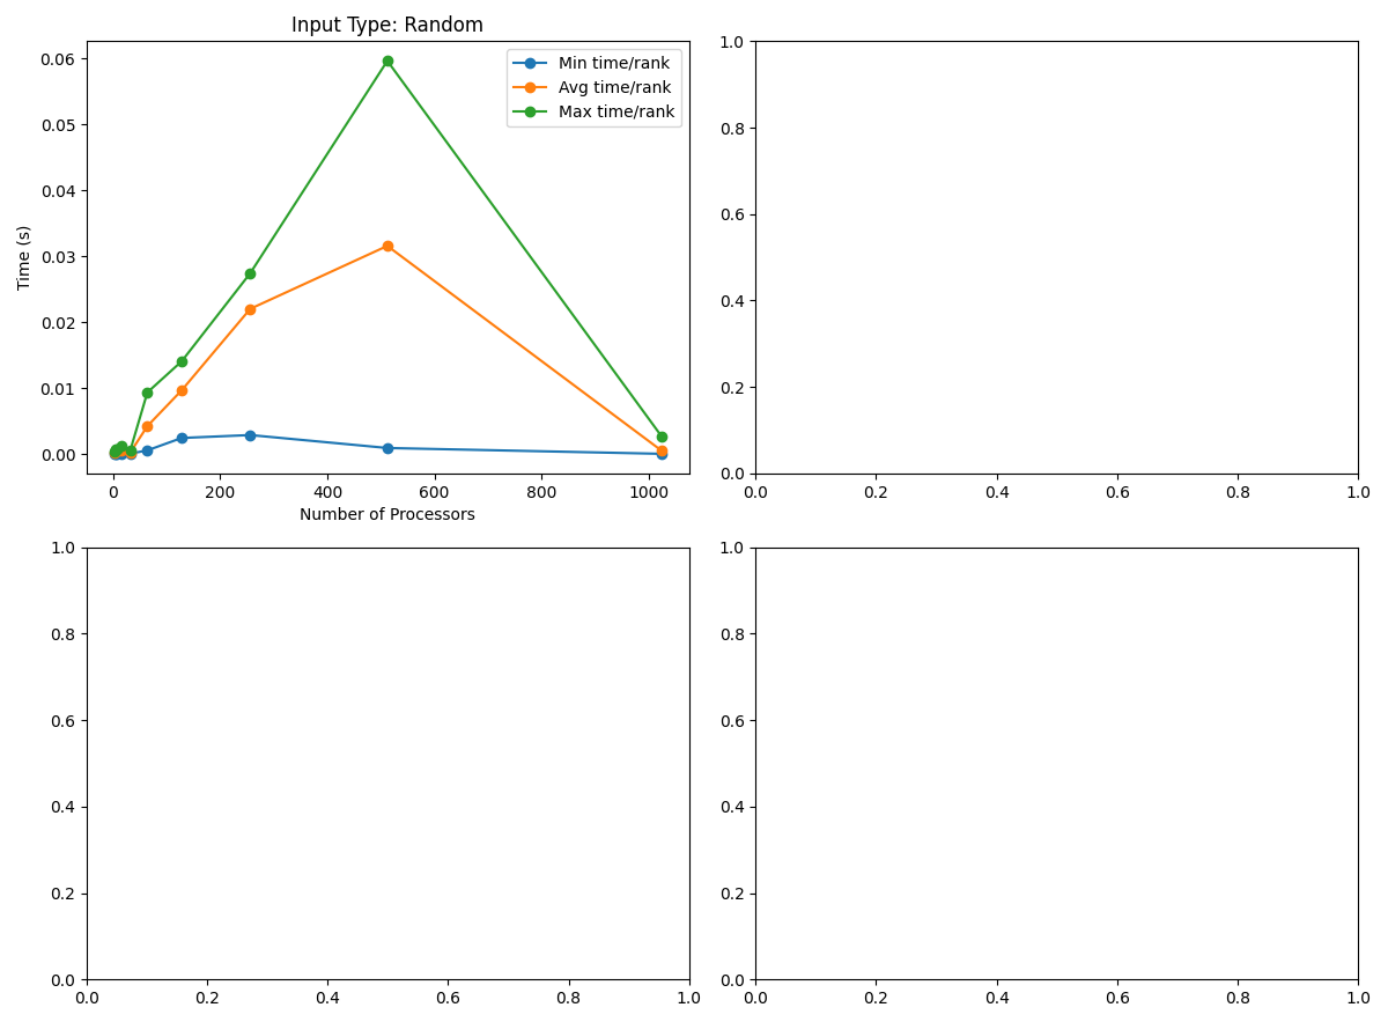 Input Type: Random
0.06
0.05
0.04
0.03
0.02
0.01
0.00
Time (s)
Min time/rank
Avg time/rank
Max time/rank
0 200 400 600 800 1000
Number of Processors
1.0
0.8
0.6
0.4
0.2
0.0
0.0 0.2 0.4 0.6 0.8 1.0
1.0
0.8
0.6
0.4
0.2
0.0
0.0 0.2 0.4 0.6 0.8 1.0
1.0
0.8
0.6
0.4
0.2
0.0
0.0 0.2 0.4 0.6 0.8 1.0